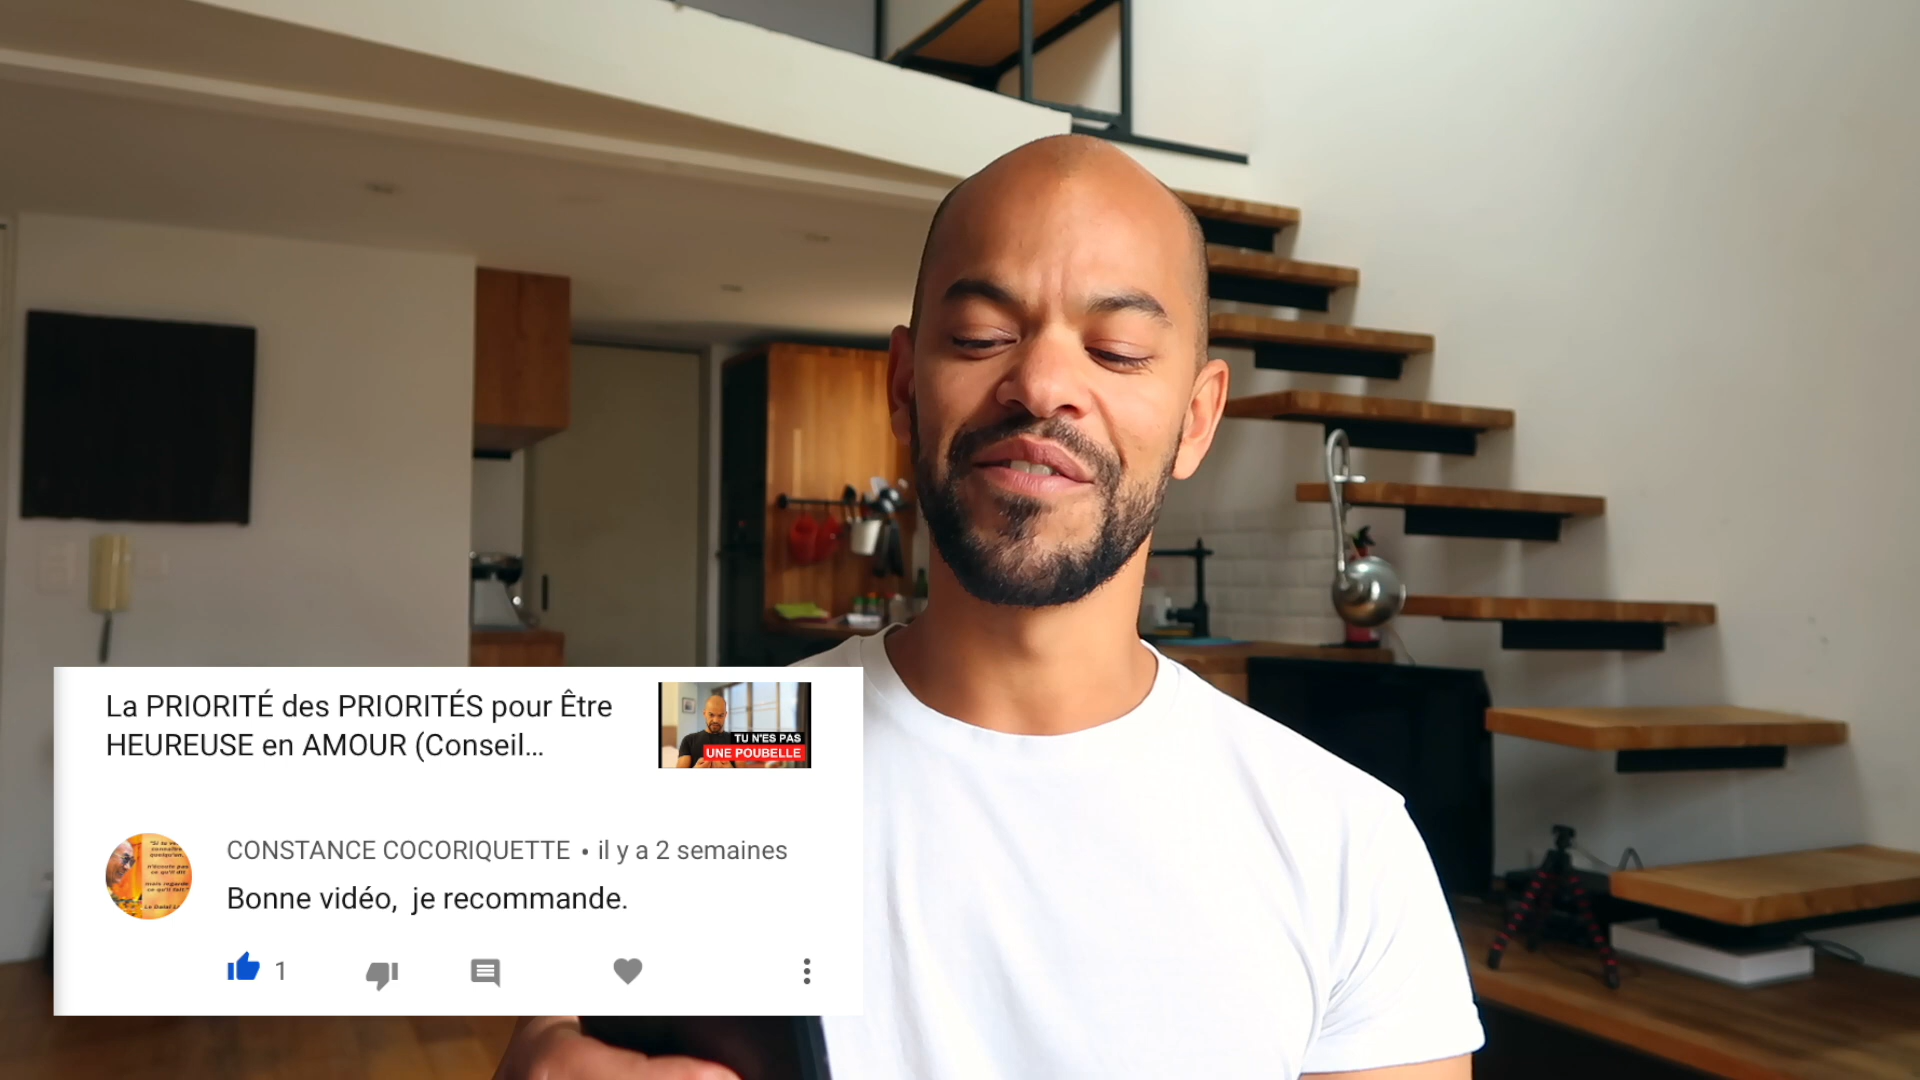 La PRIORITÉ des PRIORITÉS pour Être
HEUREUSE en AMOUR (Conseil...
TU N'ES PAS
UNE POUBELLE
CONSTANCE COCORIQUETTE • il y a 2 semaines
Bonne vidéo, je recommande.
1